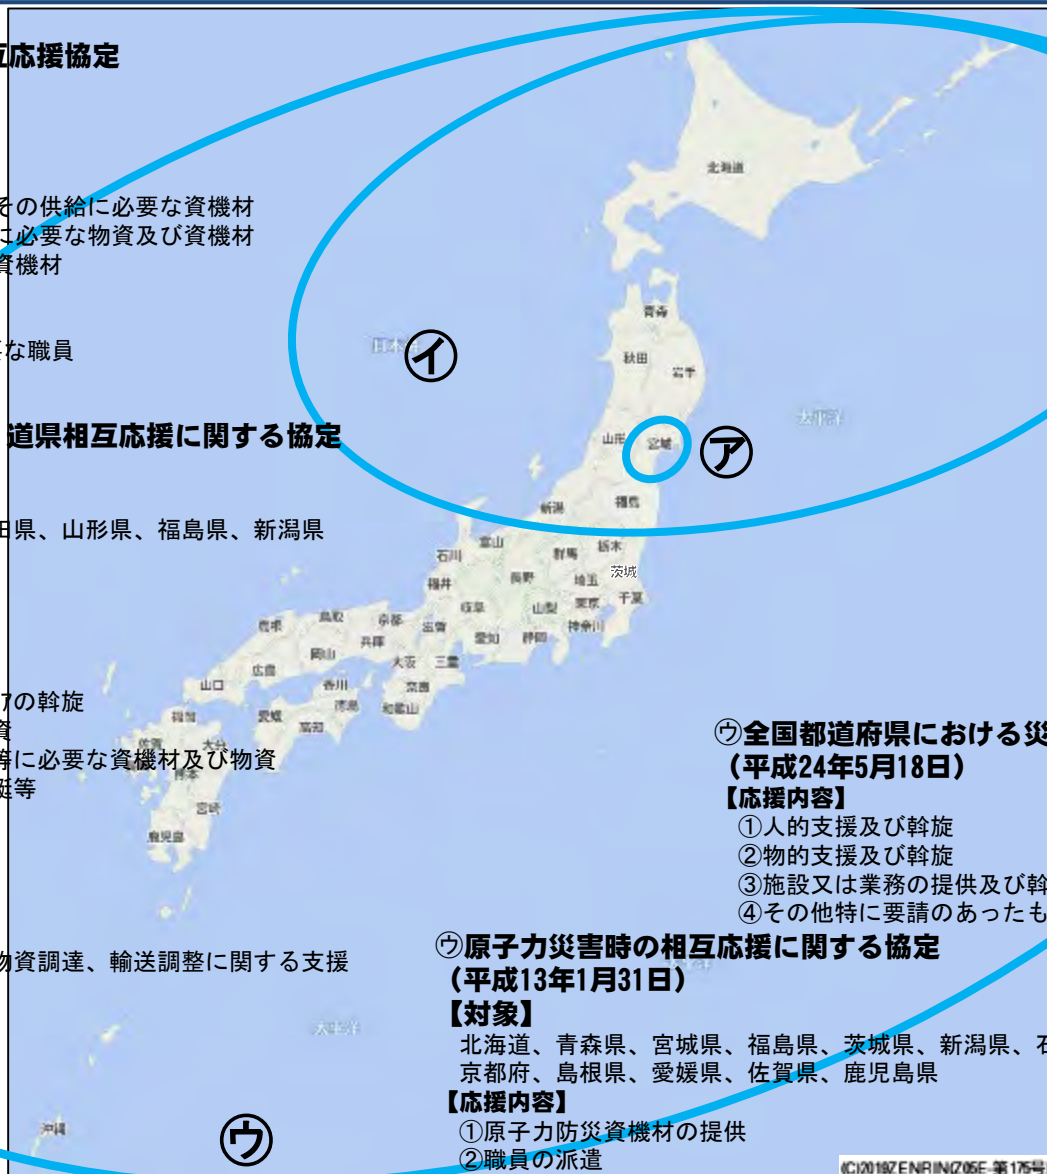 互応援協定
その供給に必要な資機材
に必要な物資及び資機材
資機材
な職員
道県相互応援に関する協定
田県、山形県、福島県、新潟県
の斡旋
資
等に必要な資機材及び物資
艇等
物資調達、輸送調整に関する支援
北海道
青森
秋田
岩手
日本海
㋑
太平洋
山形
宮城
㋐
新潟
福島
富山
石川
群馬
栃木
福井
長野
埼玉
茨城
岐阜
山梨
東京
千葉
島根
鳥取
京都
滋賀
愛知
静岡
神奈川
兵庫
岡山
広島
大阪
三重
山口
香川
奈良
徳島
和歌山
福岡
愛媛
高知
佐賀
大分
熊本
宮崎
鹿児島
㋒全国都道府県における災
(平成24年5月18日)
【応援内容】
①人的支援及び斡旋
②物的支援及び斡旋
③施設又は業務の提供及び斡
④その他特に要請のあったも
㋒原子力災害時の相互応援に関する協定
(平成13年1月31日)
【対象】
北海道、青森県、宮城県、福島県、茨城県、新潟県、石
京都府、島根県、愛媛県、佐賀県、鹿児島県
【応援内容】
①原子力防災資機材の提供
②職員の派遣
太平洋
沖縄
㋒
(C)2019ZENRIN(Z05E-第175号)